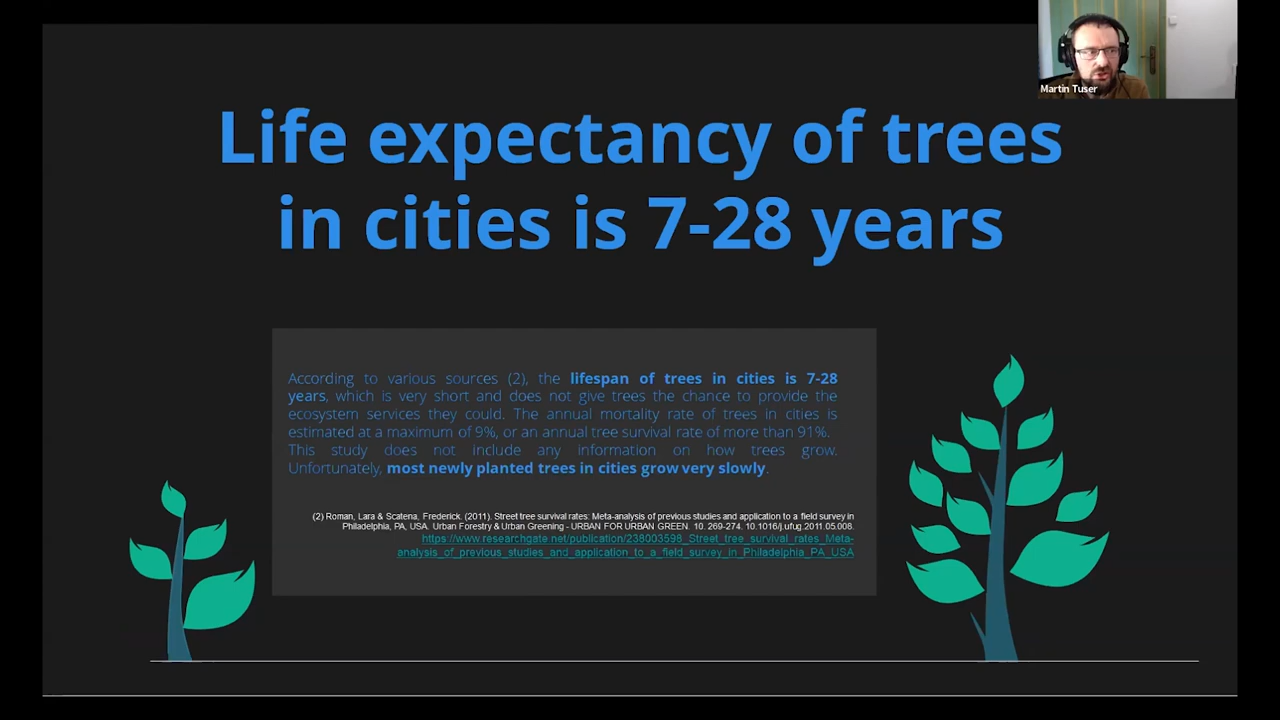 Martin Tuser
Life expectancy of trees
in cities is 7-28 years
According to various sources (2), the lifespan of trees in cities is 7-28
years, which is very short and does not give trees the chance to provide the
ecosystem services they could. The annual mortality rate of trees in cities is
estimated at a maximum of 9%, or an annual tree survival rate of more than 91%.
This study does not include any information on how trees grow.
Unfortunately, most newly planted trees in cities grow very slowly.
(2) Roman, Lara & Scatena, Frederick. (2011). Street tree survival rates: Meta-analysis of previous studies and application to a field survey in
Philadelphia, PA, USA. Urban Forestry & Urban Greening - URBAN FOR URBAN GREEN. 10. 269-274. 10.1016/j.ufug.2011.05.008.
https://www.researchgate.net/publication/238003598_Street_tree_survival_rates_Meta-
analysis_of_previous_studies_and_application_to_a_field_survey_in_Philadelphia_PA_USA